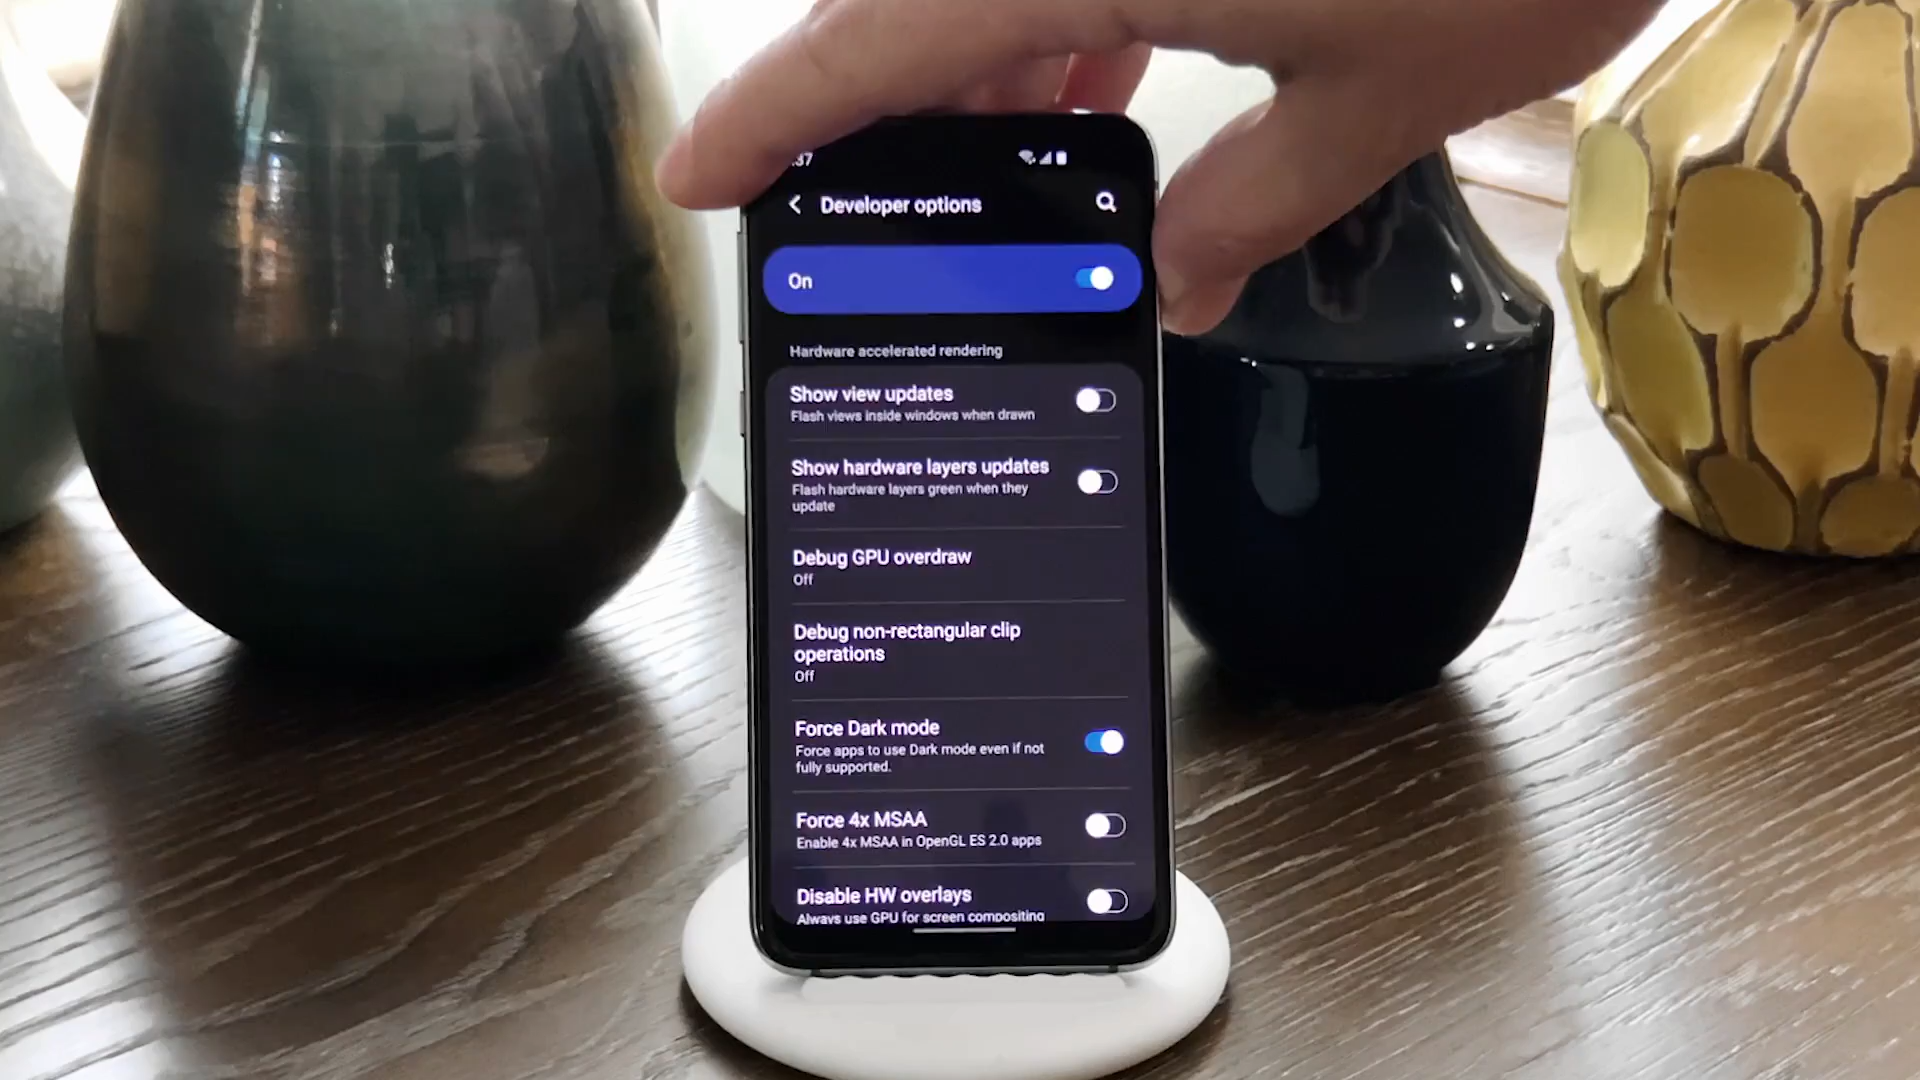 :37
Developer options
On
Hardware accelerated rendering
Show view updates
Flash views inside windows when drawn
Show hardware layers updates
Flash hardware layers green when they
update
Debug GPU overdraw
Off
Debug non-rectangular clip
operations
Off
Force Dark mode
Force apps to use Dark mode even if not
fully supported.
Force 4x MSAA
Enable 4x MSAA in OpenGL ES 2.0 apps
Disable HW overlays
Always use GPU for screen compositing